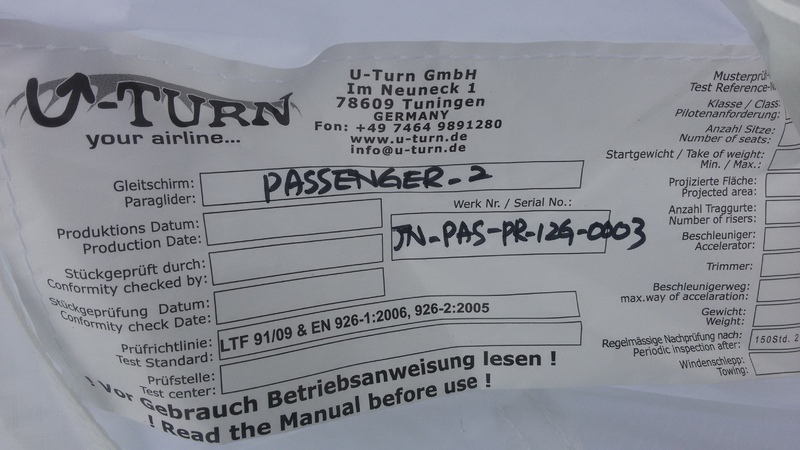 U-TURN
your airline...
U-Turn GmbH
Im Neuneck 1
78609 Tuningen
GERMANY
Fon: +49 7464 9891280
www.u-turn.de
info@u-turn.de
Gleitschirm:
Paraglider:
PASSENGER-2
Produktions Datum:
Production Date:
Werk Nr. / Serial No.:
JN-PAS-PR-12G-0003
Stückgeprüft durch:
Conformity checked by:
Stückgeprüfung Datum:
Conformity check Date:
Prüfrichtlinie:
Test Standard:
LTF 91/09 & EN 926-1:2006, 926-2:2005
Prüfstelle:
Test center:
! Vor Gebrauch Betriebsanweisung lesen !
! Read the Manual before use !
Test Reference-
Klasse / Class
Pilotenanforderung:
Anzahl Sitze:
Number of seats:
Startgewicht / Take of weight:
Min. / Max.:
Projizierte Fläche:
Projected area:
Anzahl Traggurte:
Number of risers:
Beschleuniger:
Accelerator:
Trimmer:
Beschleunigerweg:
max.way of accelaration:
Gewicht:
Weight:
Regelmässige Nachprüfung nach:
Periodic inspection after:
150Std. 2
Windenschlepp:
Towing: